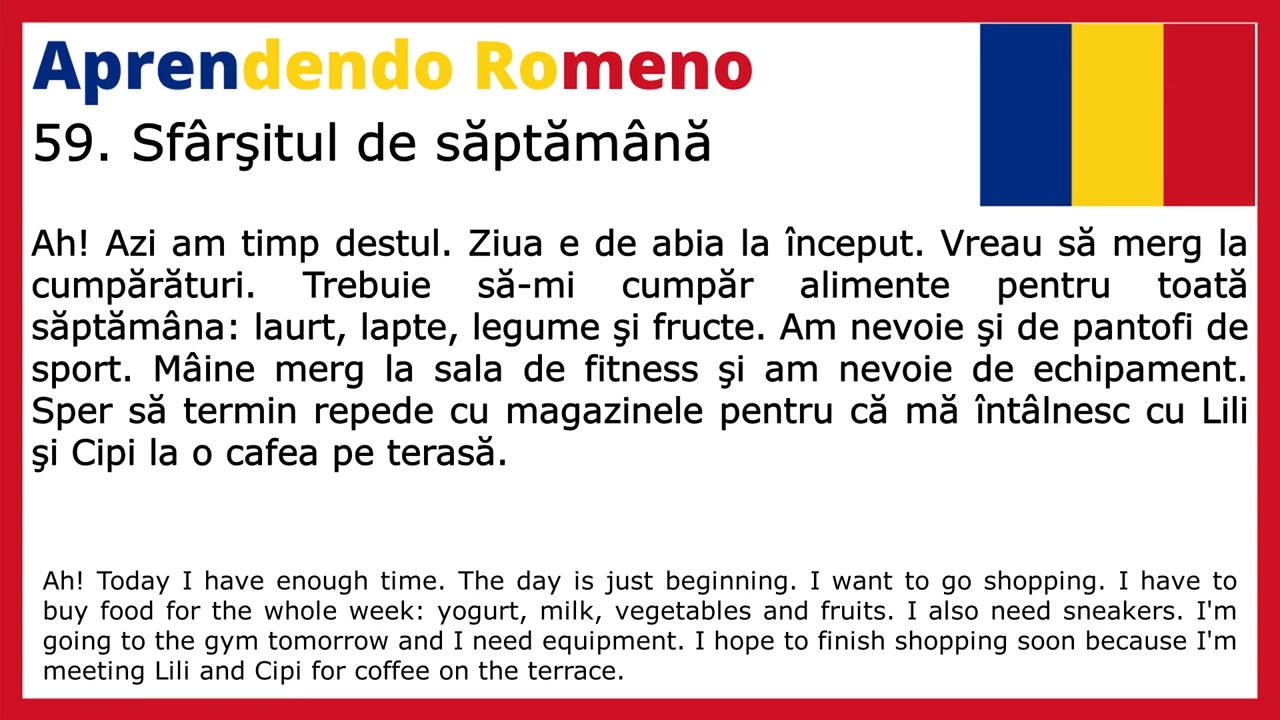 Aprendendo Romeno
59. Sfârşitul de săptămână
Ah! Azi am timp destul. Ziua e de abia la început. Vreau să merg la
cumpărături. Trebuie să-mi cumpăr alimente pentru toată
săptămâna: laurt, lapte, legume şi fructe. Am nevoie şi de pantofi de
sport. Mâine merg la sala de fitness şi am nevoie de echipament.
Sper să termin repede cu magazinele pentru că mă întâlnesc cu Lili
şi Cipi la o cafea pe terasă.
Ah! Today I have enough time. The day is just beginning. I want to go shopping. I have to
buy food for the whole week: yogurt, milk, vegetables and fruits. I also need sneakers. I'm
going to the gym tomorrow and I need equipment. I hope to finish shopping soon because I'm
meeting Lili and Cipi for coffee on the terrace.